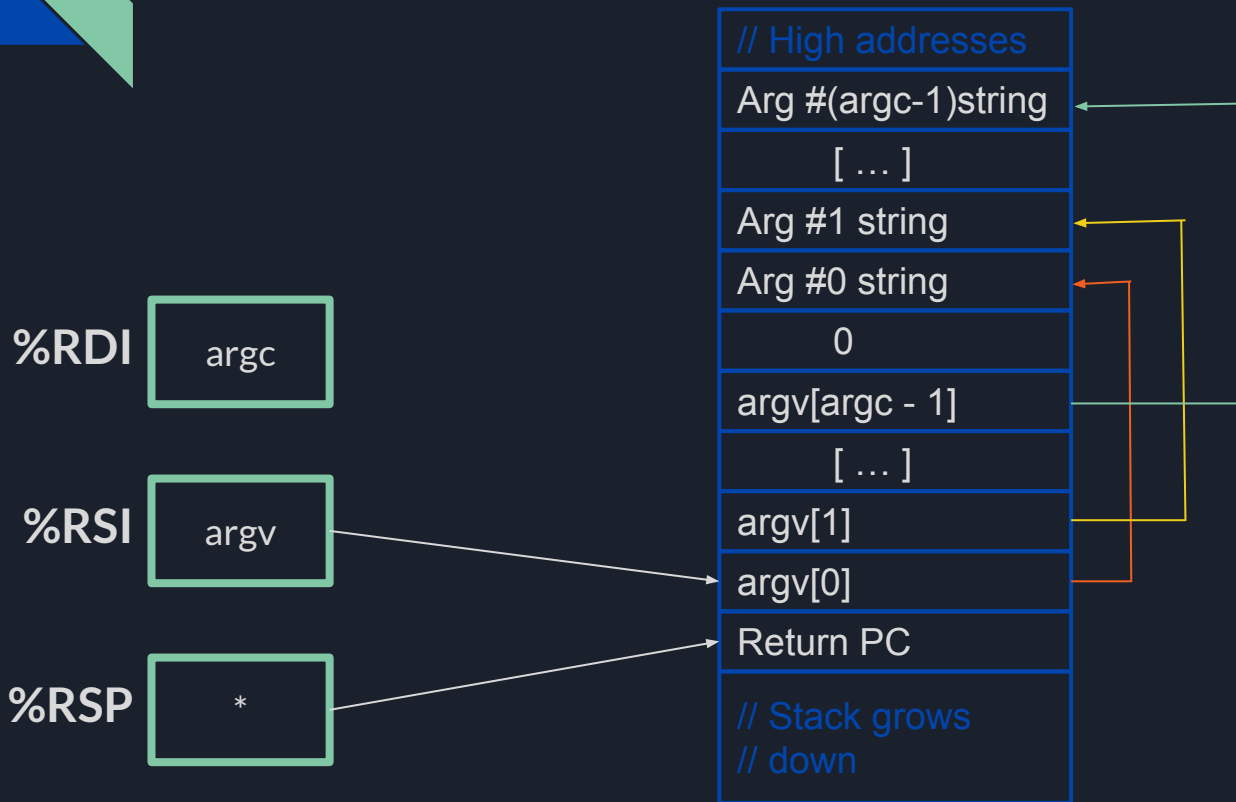 // High addresses
Arg #(argc-1)string
[ … ]
Arg #1 string
Arg #0 string
0
argv[argc - 1]
[ … ]
argv[1]
argv[0]
Return PC
// Stack grows
// down
%RDI
argc
%RSI
argv
%RSP
*